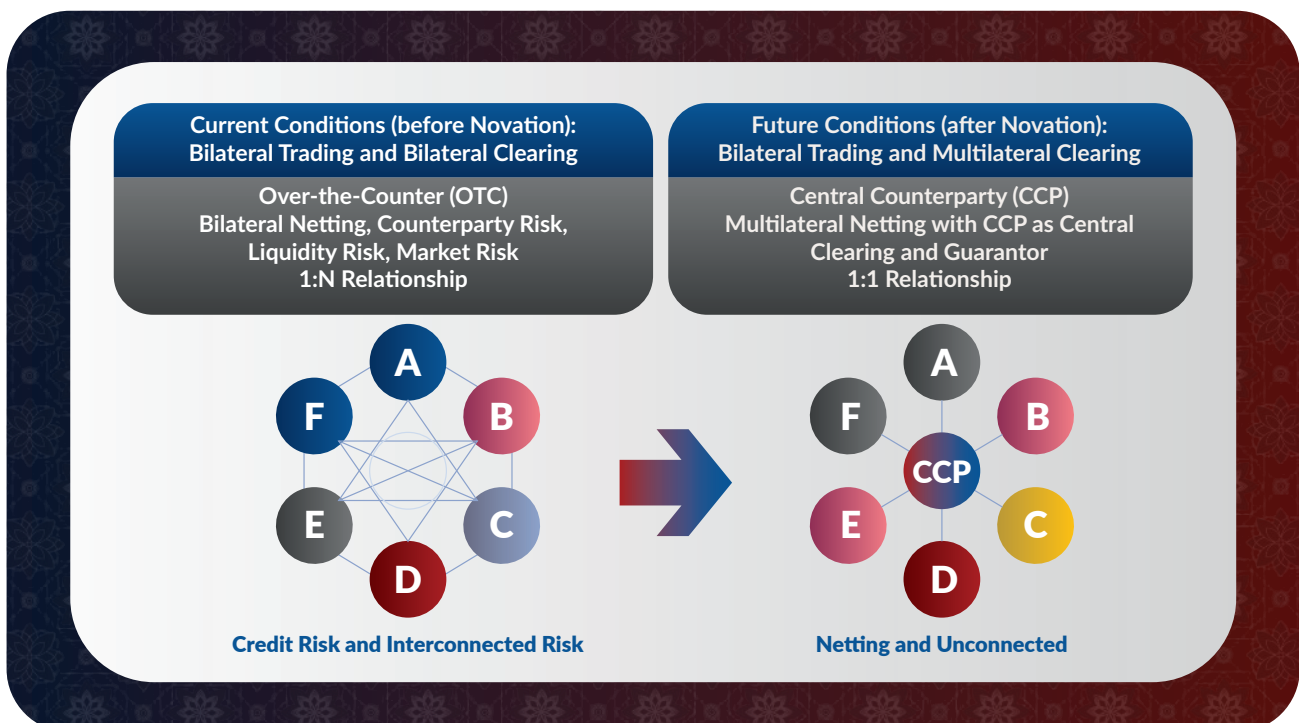 Current Conditions (before Novation):
Bilateral Trading and Bilateral Clearing
Over-the-Counter (OTC)
Bilateral Netting, Counterparty Risk,
Liquidity Risk, Market Risk
1:N Relationship
A
F
B
E
C
D
Credit Risk and Interconnected Risk
Future Conditions (after Novation):
Bilateral Trading and Multilateral Clearing
Central Counterparty (CCP)
Multilateral Netting with CCP as Central
Clearing and Guarantor
1:1 Relationship
A
F
B
CCP
E
C
D
Netting and Unconnected